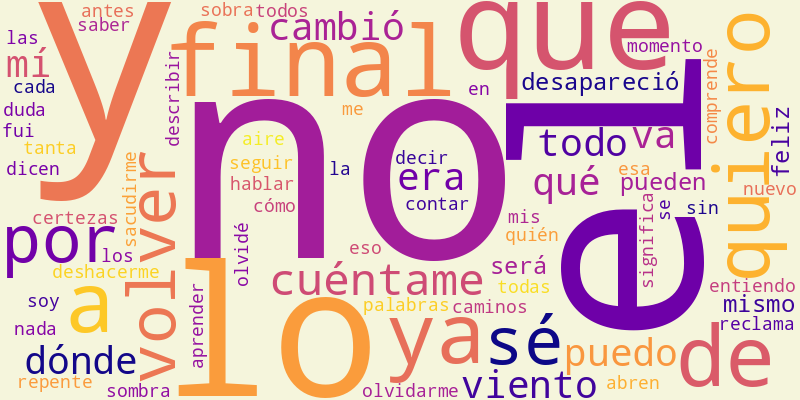 antes
sobra
todos
saber
y
final
cambió
que
las
momento
mí
cada
describir
en
desapareció
comprende
quiero
duda
me
fui
tanta
aire
no
todo
va
feliz
dicen
seguir
la
decir
era
qué
esa
pueden
el
nuevo
sacudirme
hablar
contar
cómo
mis
significa
se
sin
certezas
volver
por
los
olvidé
eso
quién
deshacerme
cuéntame
será
todas
entiendo
soy
a
aprender
lo
palabras
caminos
mismo
nada
ya
sé
reclama
dónde
puedo
de
repente
sombra
olvidarme
viento
abren